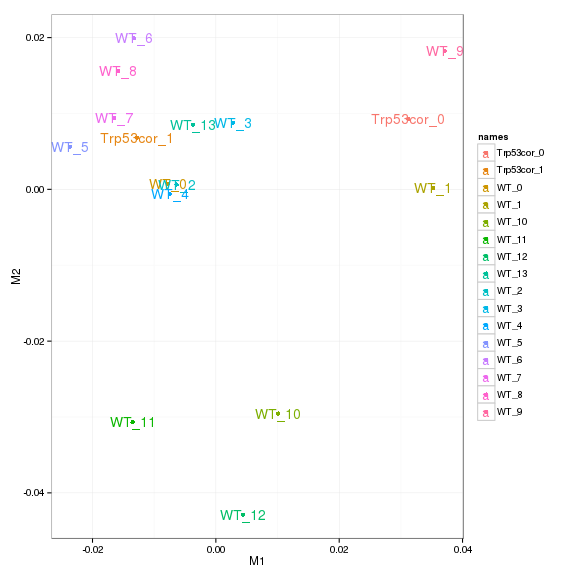 0.02
WT_6
WT_9
WT_8
WT_7
Trp53cor_0
WT_13
WT_3
Trp53cor_1
WT_5
names
Trp53cor_0
Trp53cor_1
WT_0
WT_1
WT_10
WT_11
WT_12
WT_13
WT_2
WT_3
WT_4
WT_5
WT_6
WT_7
WT_8
WT_9
0.00
WT_0
WT_2
WT_1
WT_4
M2
-0.02
WT_10
WT_11
-0.04
WT_12
-0.02 0.00 0.02 0.04
M1